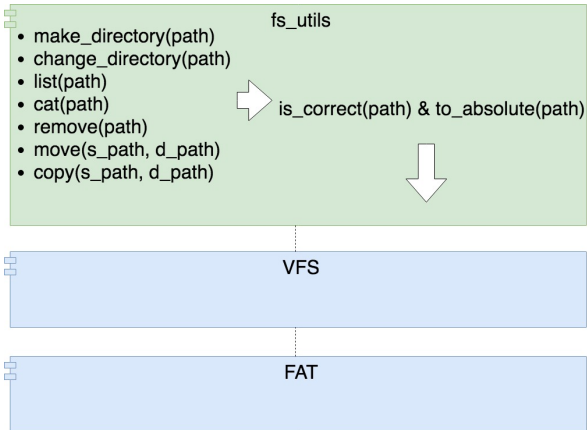 fs_utils
• make_directory(path)
• change_directory(path)
• list(path)
• cat(path)
• remove(path)
• move(s_path, d_path)
• copy(s_path, d_path)
is_correct(path) & to_absolute(path)
VFS
FAT